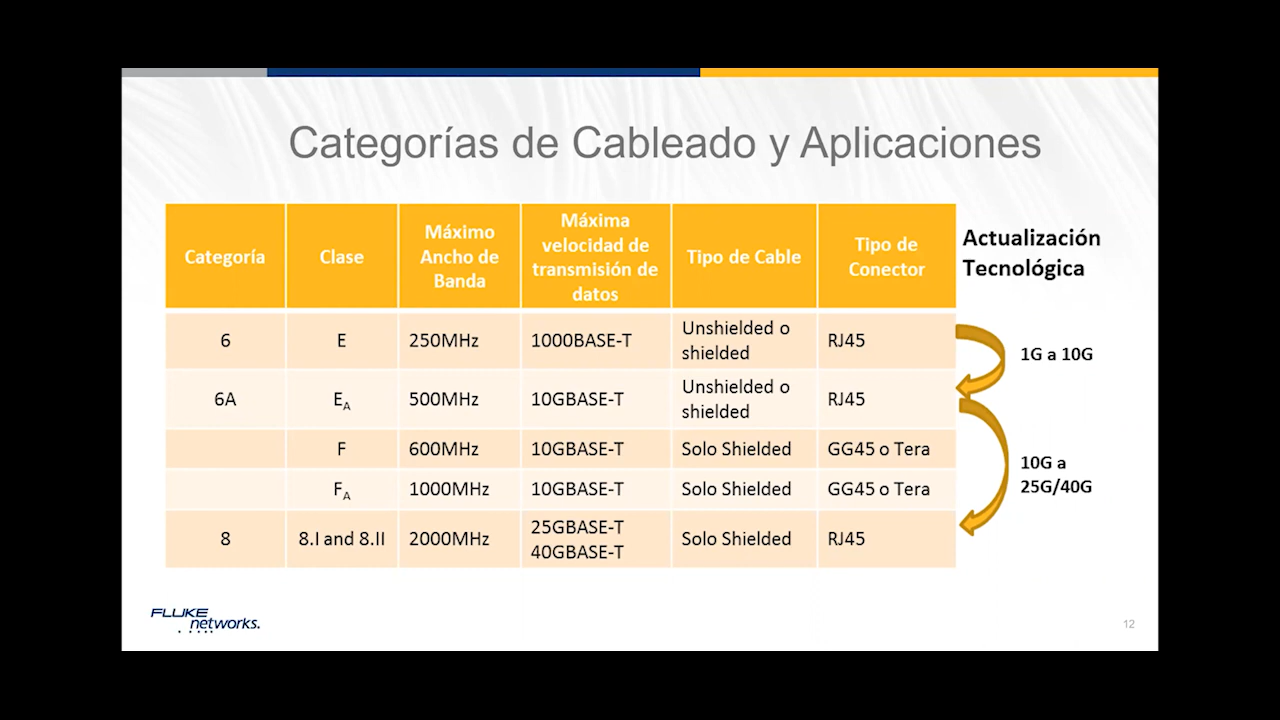 Categorías de Cableado y Aplicaciones
Categoría
Clase
Máximo
Ancho de
Banda
Máxima
velocidad de
transmisión de
datos
Tipo de Cable
Tipo de
Conector
Actualización
Tecnológica
6
E
250MHz
1000BASE-T
Unshielded o
shielded
RJ45
1G a 10G
6A
EA
500MHz
10GBASE-T
Unshielded o
shielded
RJ45
F
600MHz
10GBASE-T
Solo Shielded
GG45 o Tera
10G a
25G/40G
FA
1000MHz
10GBASE-T
Solo Shielded
GG45 o Tera
8
8.I and 8.II
2000MHz
25GBASE-T
40GBASE-T
Solo Shielded
RJ45
FLUKE
networks.
12